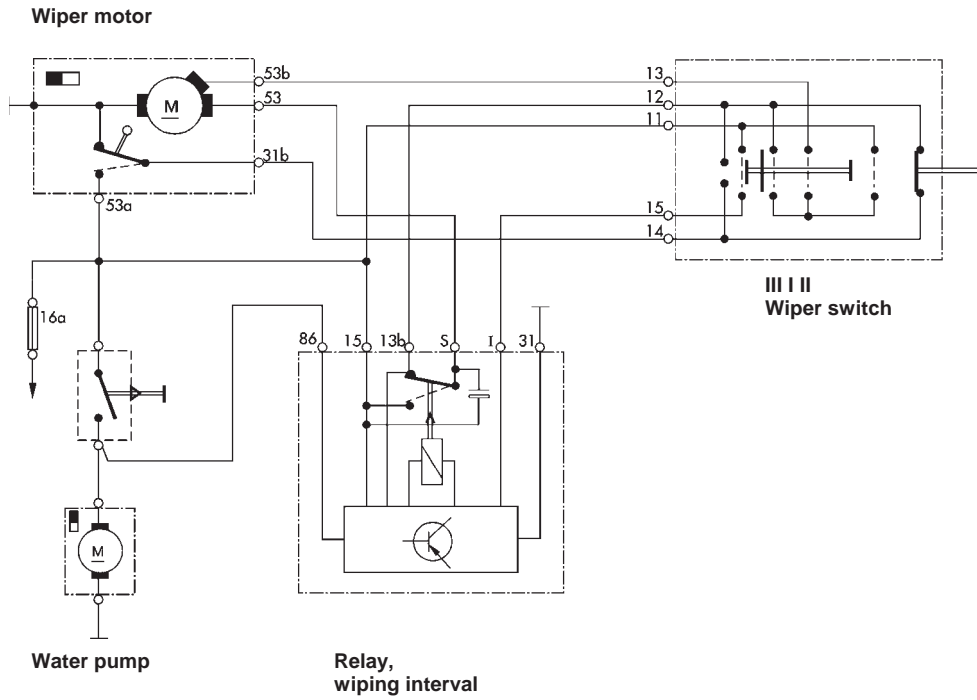 Wiper motor
53b
53
31b
53a
M
13
12
11
15
14
III I II
Wiper switch
16a
86
15
13b
S
I
31
M
Water pump
Relay,
wiping interval